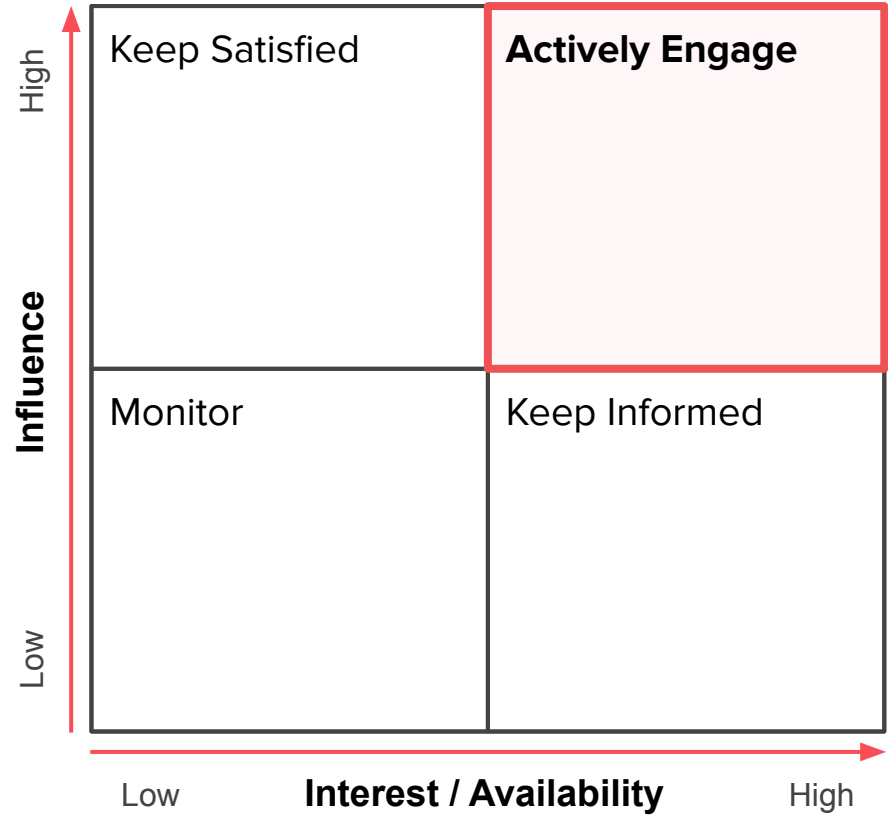 High
Keep Satisfied
Actively Engage
Influence
Monitor
Keep Informed
Low
Low
Interest / Availability
High